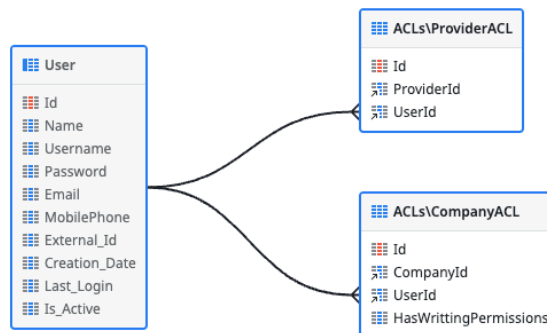 User
Id
Name
Username
Password
Email
MobilePhone
External_Id
Creation_Date
Last_Login
Is_Active
ACLs\ProviderACL
Id
ProviderId
UserId
ACLs\CompanyACL
Id
CompanyId
UserId
HasWrittingPermissions